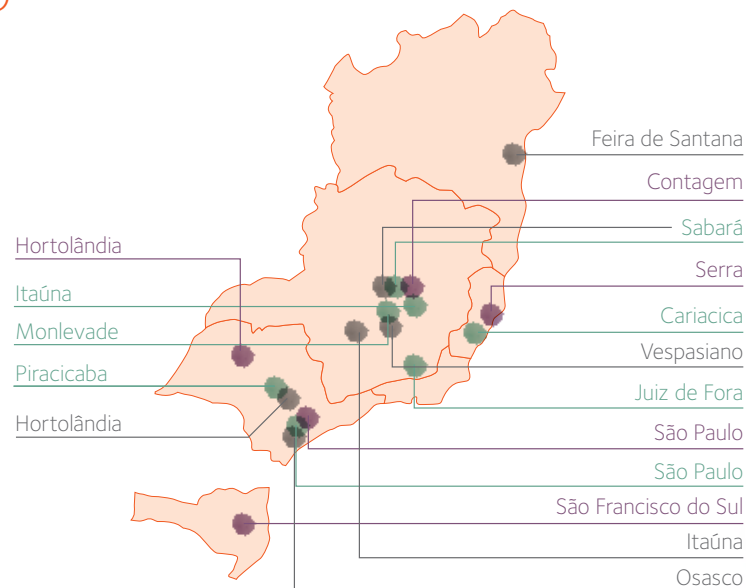 Feira de Santana
Contagem
Sabará
Serra
Cariacica
Vespasiano
Juiz de Fora
São Paulo
São Paulo
São Francisco do Sul
Itaúna
Osasco
Hortolândia
Itaúna
Monlevade
Piracicaba
Hortolândia